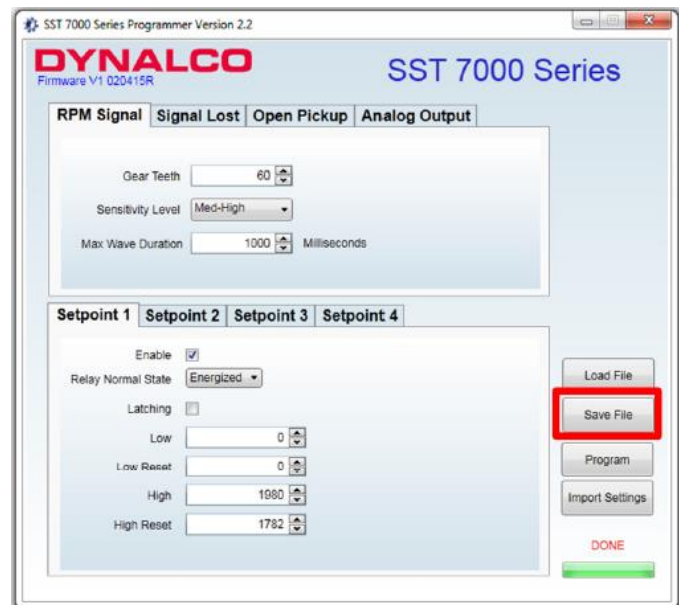 SST 7000 Series Programmer Version 2.2
DYNALCO
Firmware V1 020415R
SST 7000 Series
RPM Signal Signal Lost Open Pickup Analog Output
Gear Teeth 60
Sensitivity Level Med-High
Max Wave Duration 1000 Milliseconds
Setpoint 1 Setpoint 2 Setpoint 3 Setpoint 4
Enable
Relay Normal State Energized
Latching
Low 0
Low Reset 0
High 1980
High Reset 1782
Load File
Save File
Program
Import Settings
DONE